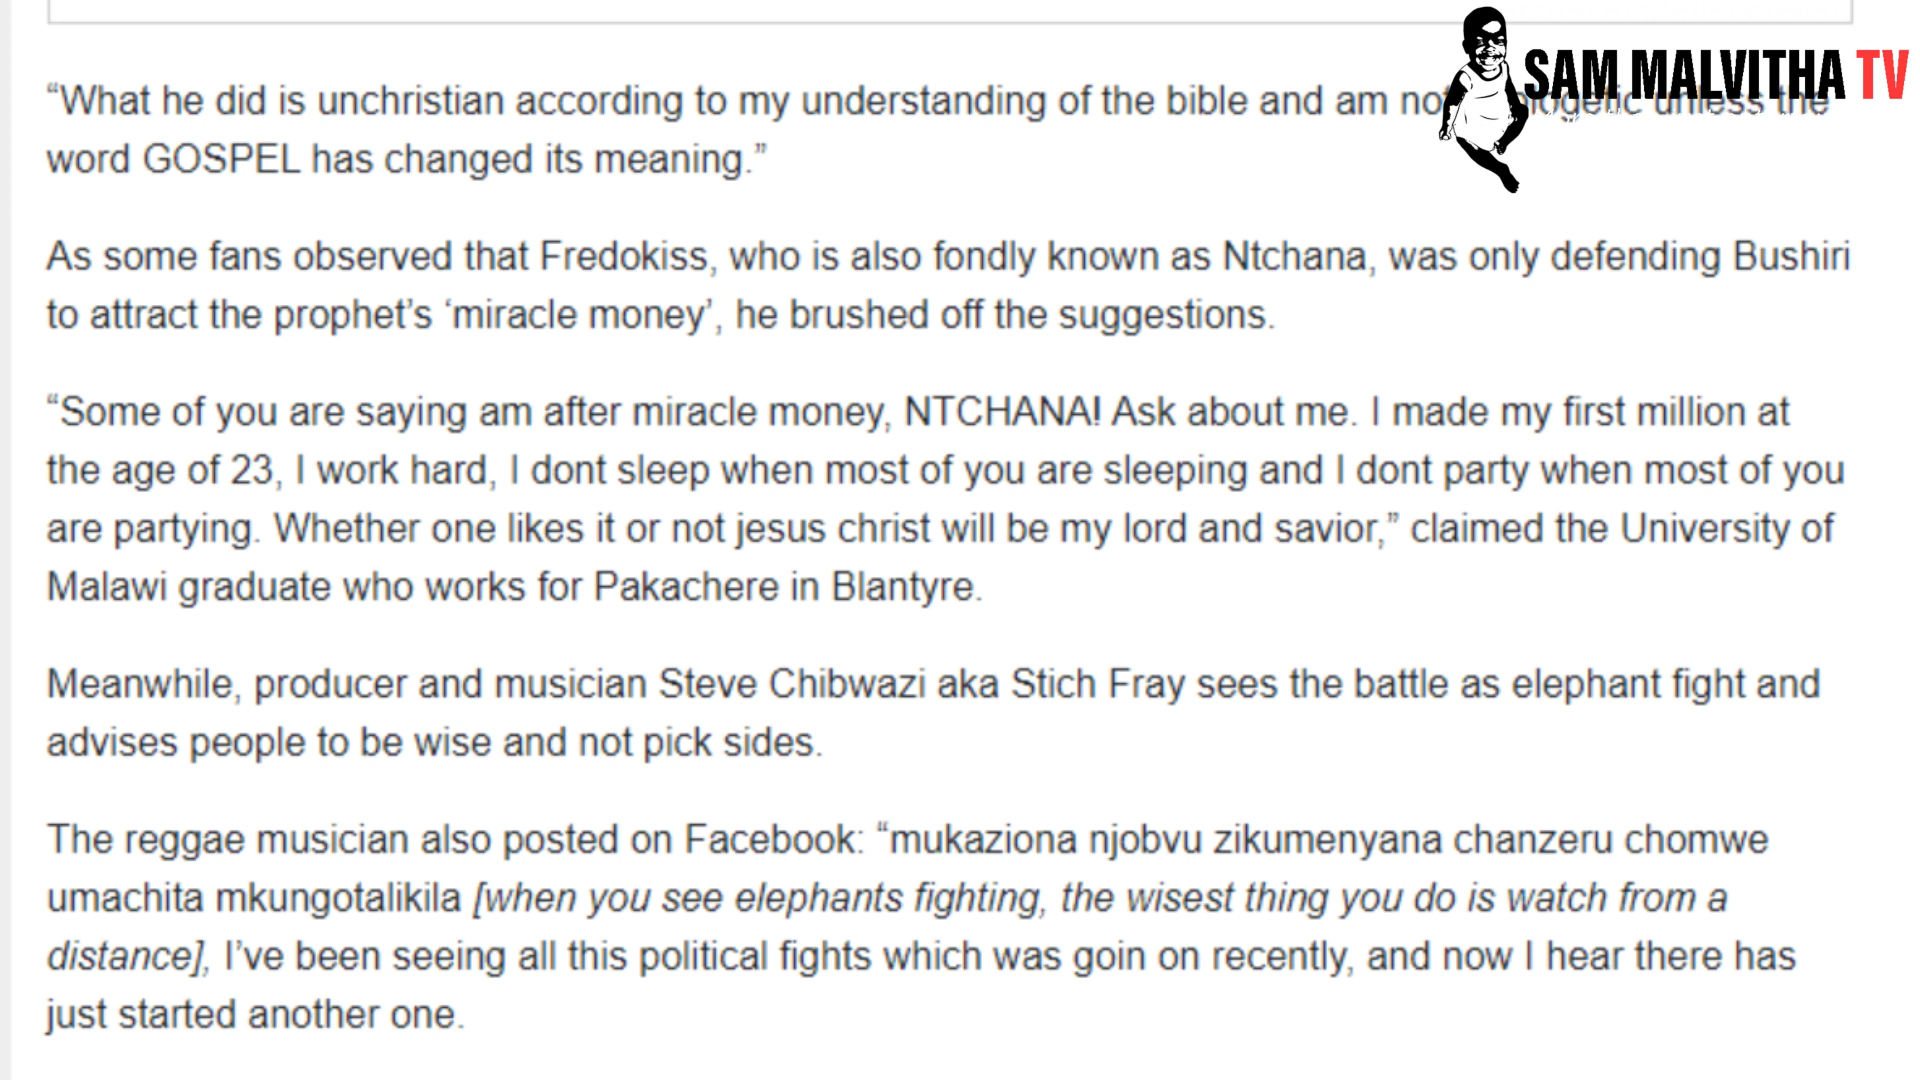 SAM MALVITHA TV
“What he did is unchristian according to my understanding of the bible and am unless the
word GOSPEL has changed its meaning.”
As some fans observed that Fredokiss, who is also fondly known as Ntchana, was only defending Bushiri
to attract the prophet’s ‘miracle money’, he brushed off the suggestions.
“Some of you are saying am after miracle money, NTCHANA! Ask about me. I made my first million at
the age of 23, I work hard, I dont sleep when most of you are sleeping and I dont party when most of you
are partying. Whether one likes it or not jesus christ will be my lord and savior,” claimed the University of
Malawi graduate who works for Pakachere in Blantyre.
Meanwhile, producer and musician Steve Chibwazi aka Stich Fray sees the battle as elephant fight and
advises people to be wise and not pick sides.
The reggae musician also posted on Facebook: “mukaziona njobvu zikumenyana chanzeru chomwe
umachita mkungotalikila [when you see elephants fighting, the wisest thing you do is watch from a
distance], I’ve been seeing all this political fights which was goin on recently, and now I hear there has
just started another one.